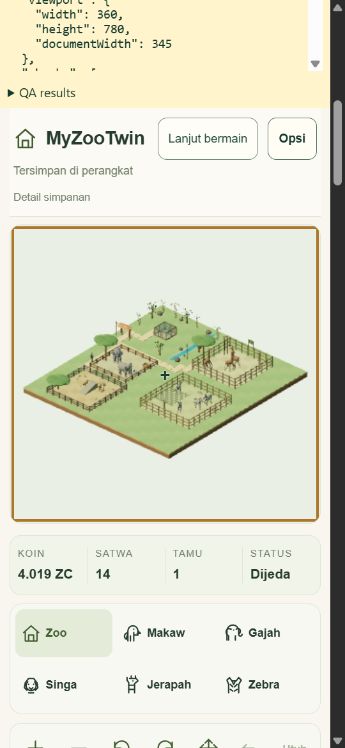 "viewport": {
"width": 360,
"height": 780,
"documentWidth": 345
},
▶ QA results
MyZooTwin
Lanjut bermain
Opsi
Tersimpan di perangkat
Detail simpanan
KOIN
4.019 ZC
SATWA
14
TAMU
1
STATUS
Dijeda
Zoo
Makaw
Gajah
Singa
Jerapah
Zebra